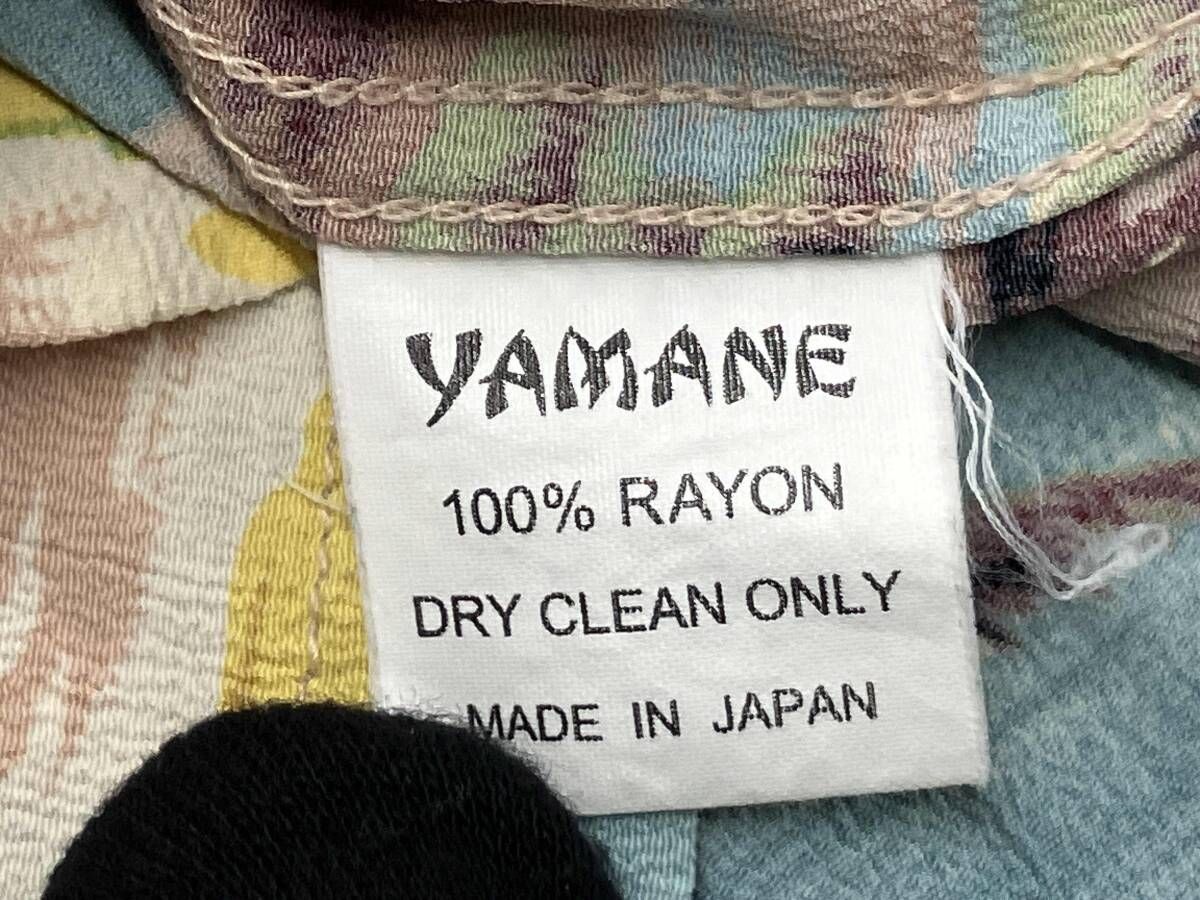 YAMANE
100% RAYON
DRY CLEAN ONLY
MADE IN JAPAN